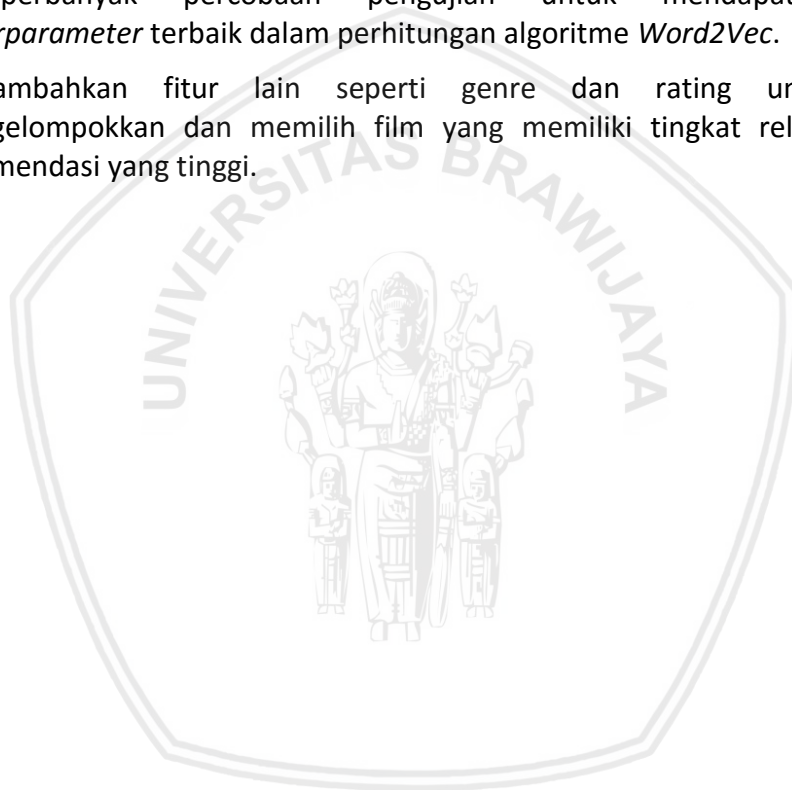 perbanyak percobaan pengujian untuk mendapat
rparameter terbaik dalam perhitungan algoritme Word2Vec.
ambahkan fitur lain seperti genre dan rating un
gelompokkan dan memilih film yang memiliki tingkat rel
mendasi yang tinggi.
UNIVERSITAS BRAWIJAYA